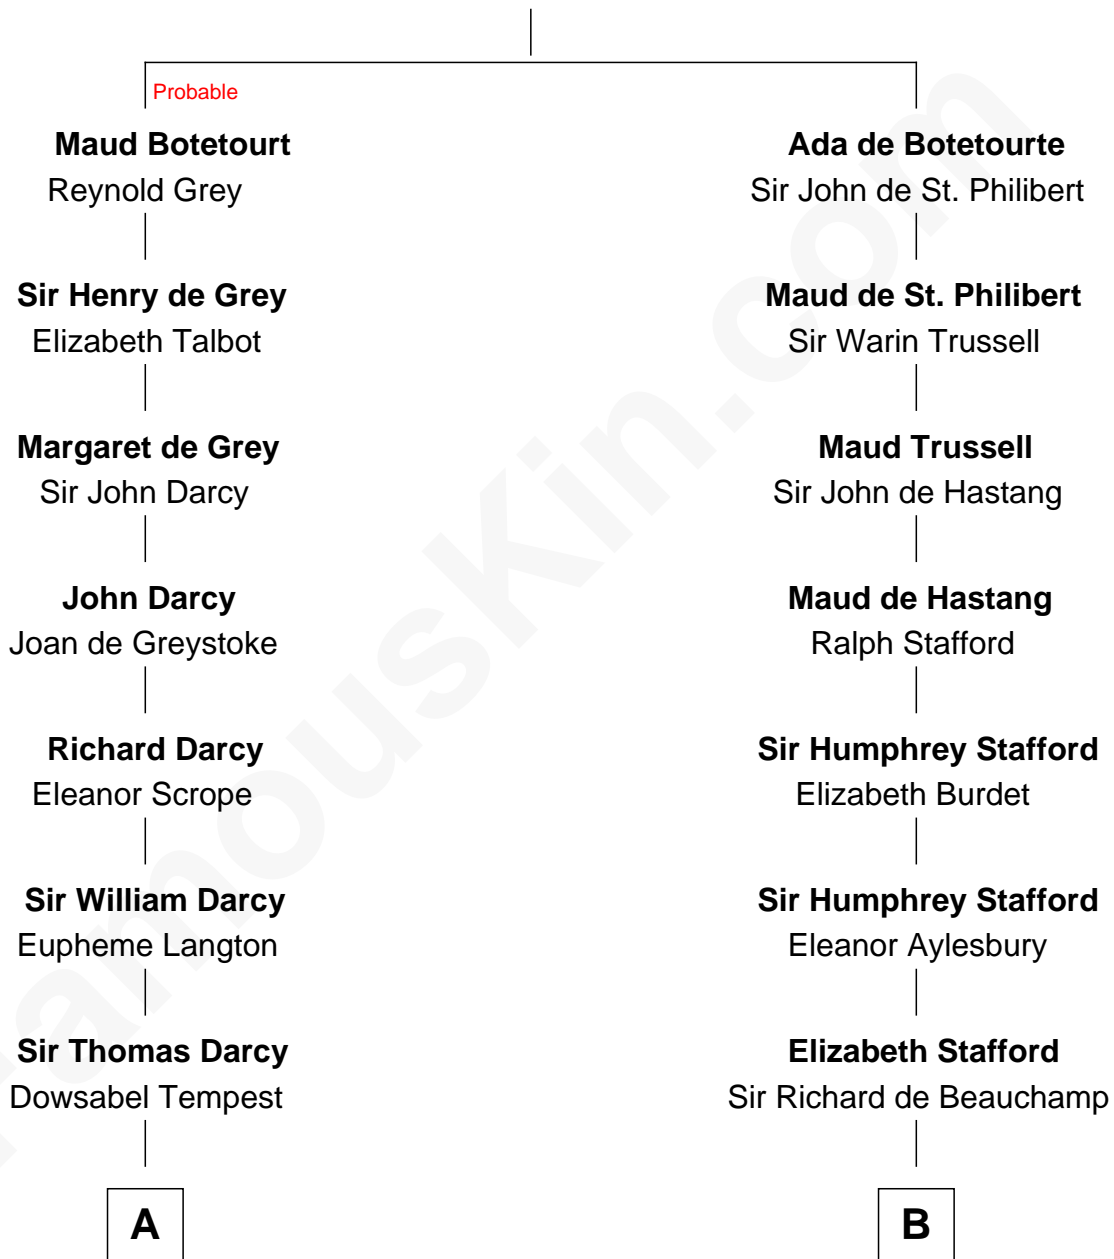 Probable
Maud Botetourt
Reynold Grey
Sir Henry de Grey
Elizabeth Talbot
Margaret de Grey
Sir John Darcy
John Darcy
Joan de Greystoke
Richard Darcy
Eleanor Scrope
Sir William Darcy
Eupheme Langton
Sir Thomas Darcy
Dowsabel Tempest
A
Ada de Botetourte
Sir John de St. Philibert
Maud de St. Philibert
Sir Warin Trussell
Maud Trussell
Sir John de Hastang
Maud de Hastang
Ralph Stafford
Sir Humphrey Stafford
Elizabeth Burdet
Sir Humphrey Stafford
Eleanor Aylesbury
Elizabeth Stafford
Sir Richard de Beauchamp
B
FamousKin.com